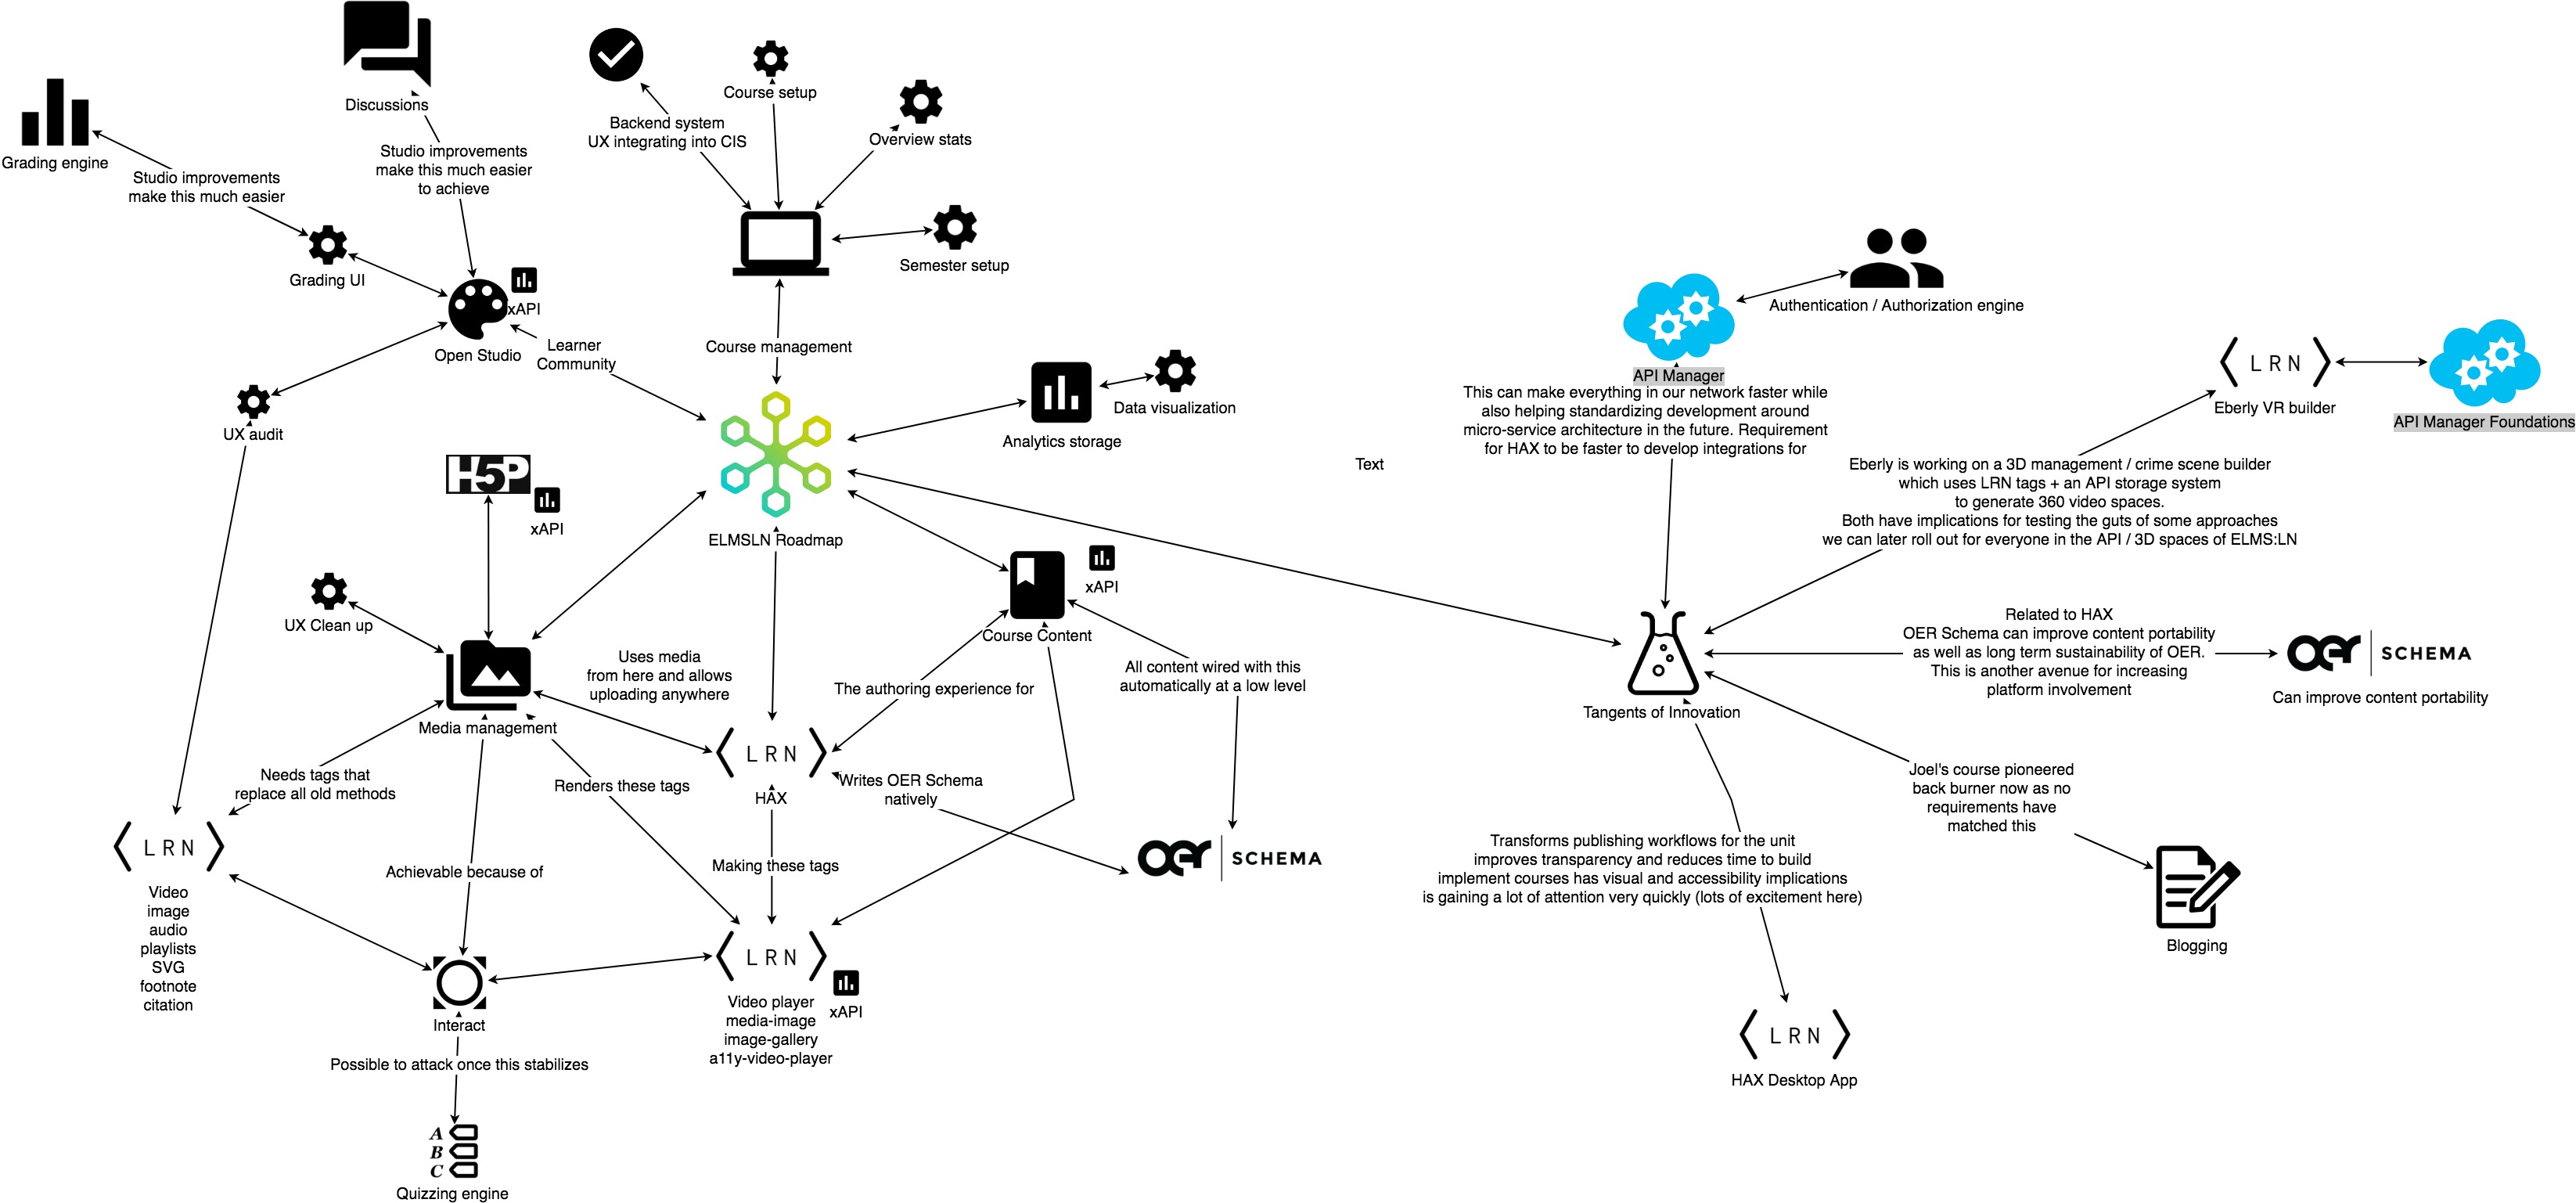 Discussions
Grading engine
Studio improvements
make this much easier
Studio improvements
make this much easier
to achieve
Grading UI
xAPI
Open Studio
Learner
Community
UX audit
Backend system
UX integrating into CIS
Course setup
Overview stats
Semester setup
Course management
ELMSLN Roadmap
Analytics storage
Data visualization
H5P
xAPI
UX Clean up
Media management
Uses media
from here and allows
uploading anywhere
The authoring experience for
Course Content
xAPI
All content wired with this
automatically at a low level
Needs tags that
replace all old methods
Renders these tags
LRN
HAX
Writes OER Schema
natively
oer SCHEMA
LRN
Video
image
audio
playlists
SVG
footnote
citation
Achievable because of
Making these tags
LRN
Video player
media-image
image-gallery
a11y-video-player
xAPI
Interact
Possible to attack once this stabilizes
A
B
C
Quizzing engine
Text
Authentication / Authorization engine
API Manager
This can make everything in our network faster while
also helping standardizing development around
micro-service architecture in the future. Requirement
for HAX to be faster to develop integrations for
LRN
Eberly VR builder
API Manager Foundations
Eberly is working on a 3D management / crime scene builder
which uses LRN tags + an API storage system
to generate 360 video spaces.
Both have implications for testing the guts of some approaches
we can later roll out for everyone in the API / 3D spaces of ELMS:LN
Tangents of Innovation
Related to HAX
OER Schema can improve content portability
as well as long term sustainability of OER.
This is another avenue for increasing
platform involvement
oer SCHEMA
Can improve content portability
Joel's course pioneered
back burner now as no
requirements have
matched this
Blogging
Transforms publishing workflows for the unit
improves transparency and reduces time to build
implement courses has visual and accessibility implications
is gaining a lot of attention very quickly (lots of excitement here)
LRN
HAX Desktop App